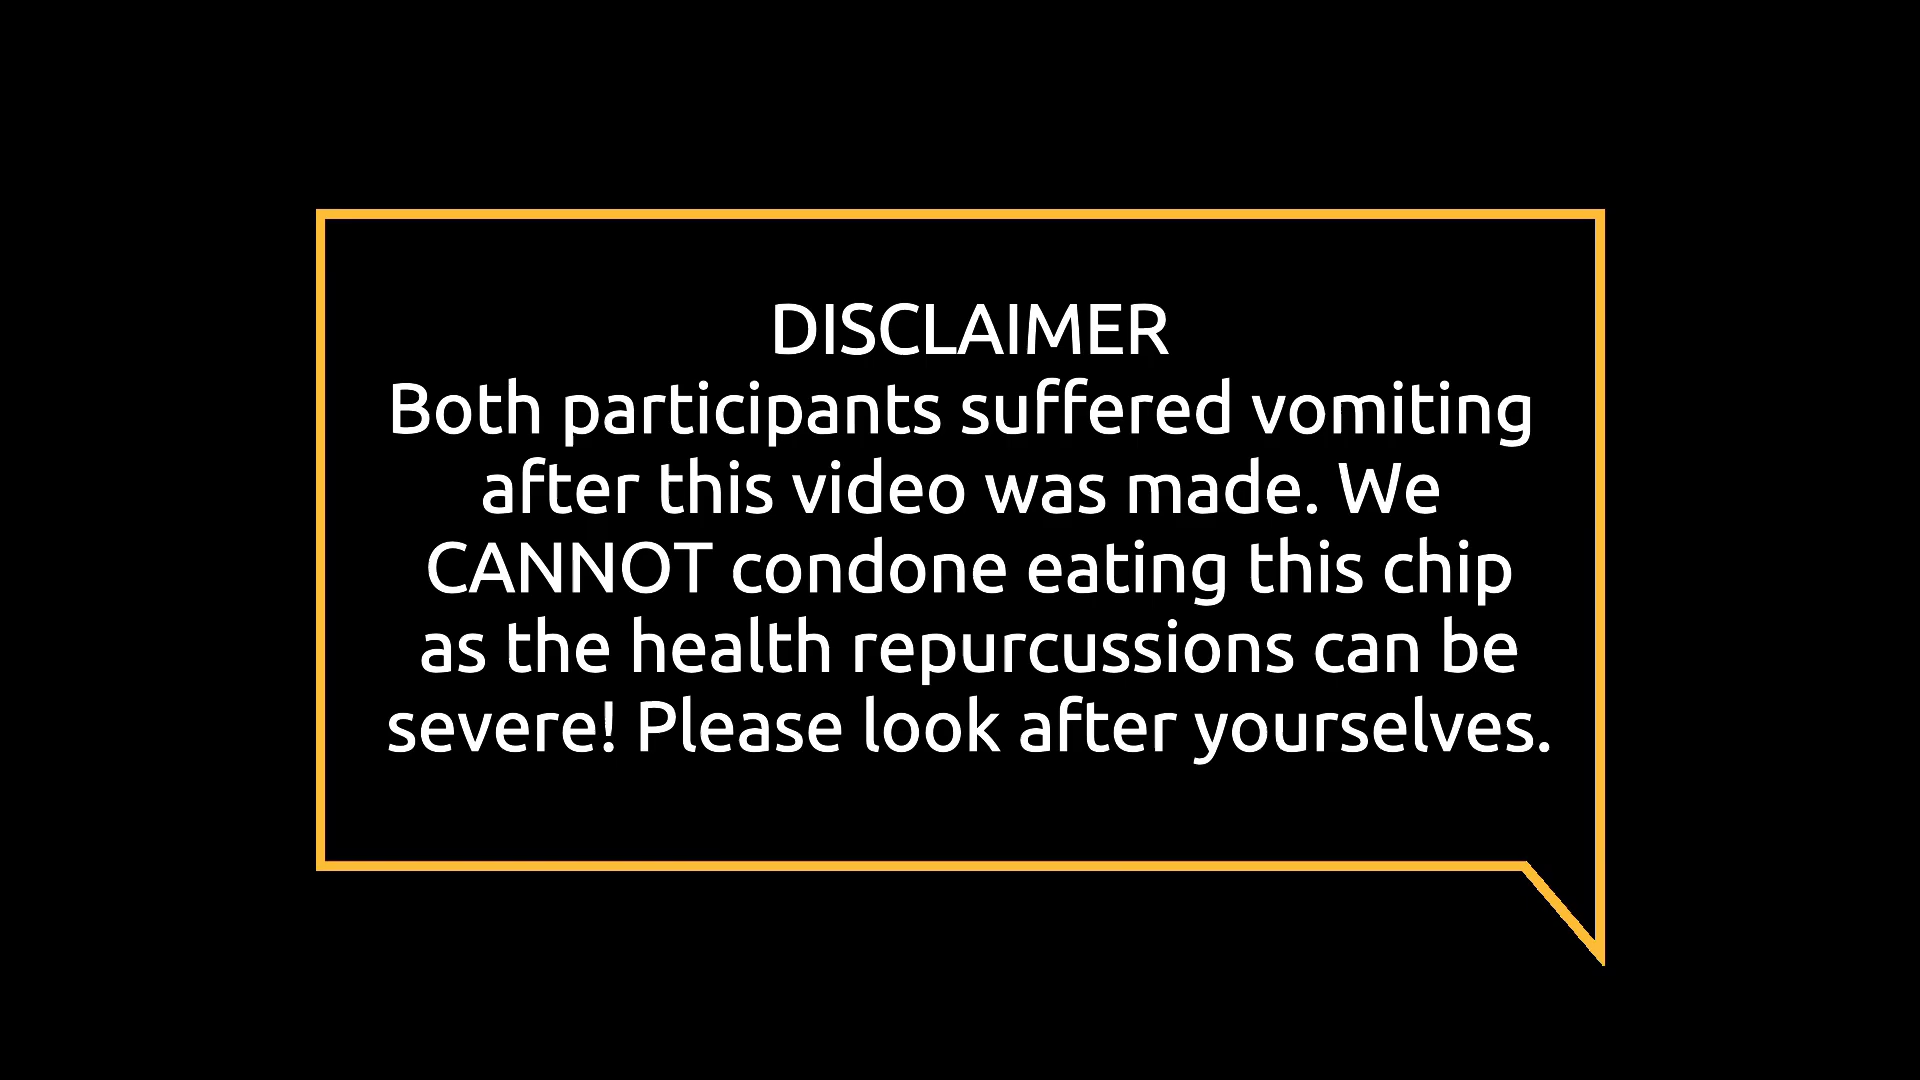 DISCLAIMER
Both participants suffered vomiting
after this video was made. We
CANNOT condone eating this chip
as the health repurcussions can be
severe! Please look after yourselves.